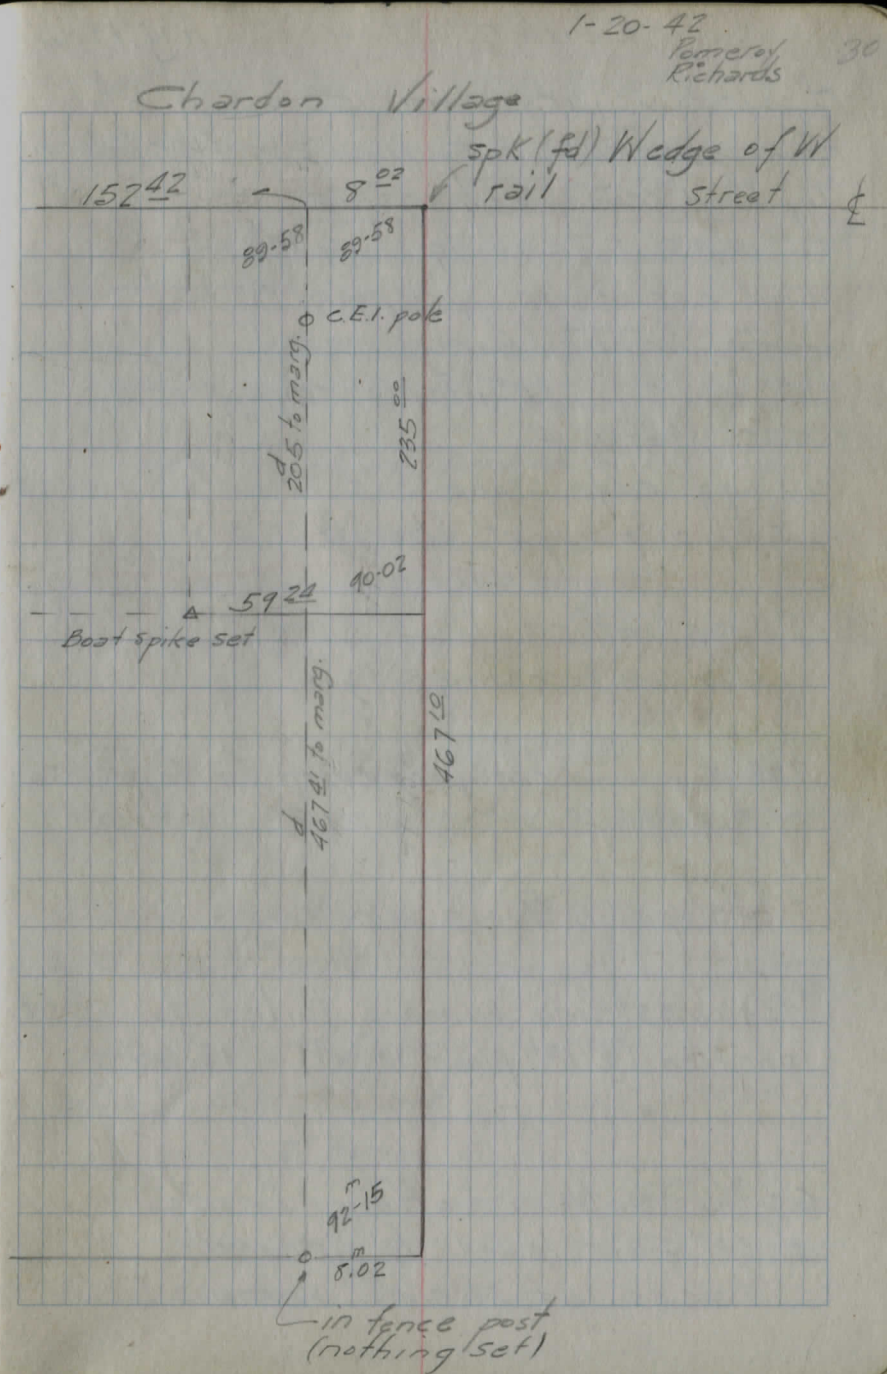 1-20-42
Pomeroy
Richards
30
Chardon Village
spk (fd) W edge of W
rail
street
℄
152 42
8 02
89-58
89-58
C.E.I. pole
d
205 to marg.
235 00
90-02
59 24
Boat spike set
d
467 41 to marg.
467 10
m
92-15
m
8.02
in fence post
(nothing set)